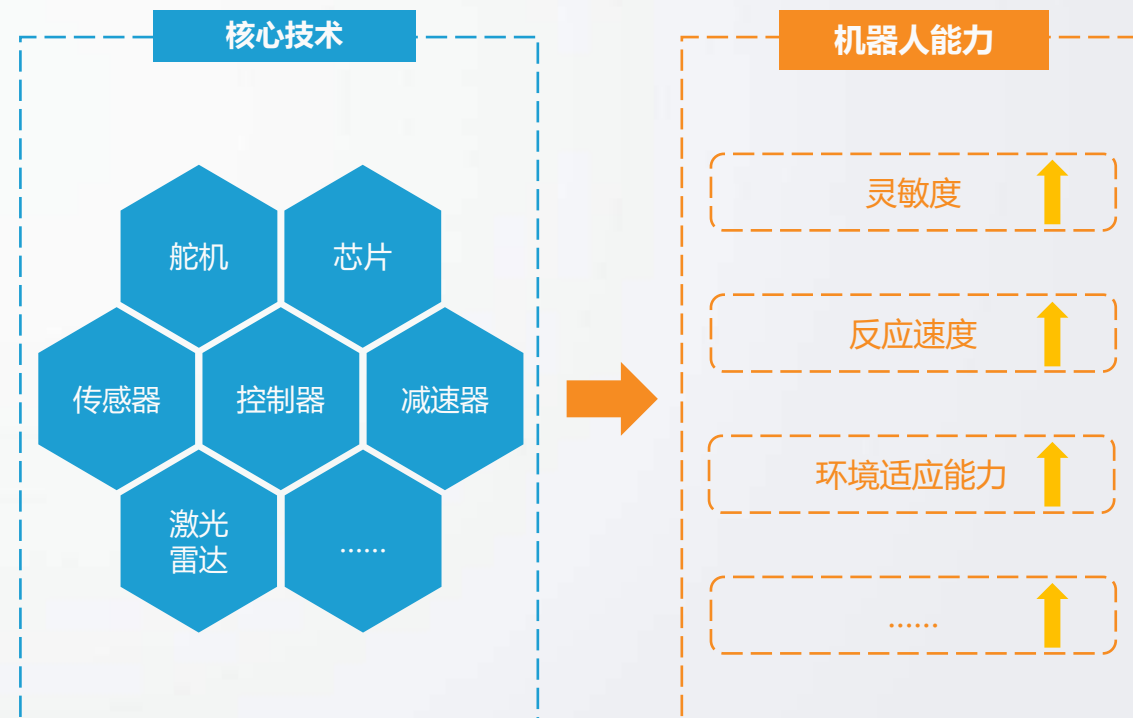 核心技术
舵机
芯片
传感器
控制器
减速器
激光
雷达
......
机器人能力
灵敏度
反应速度
环境适应能力
......